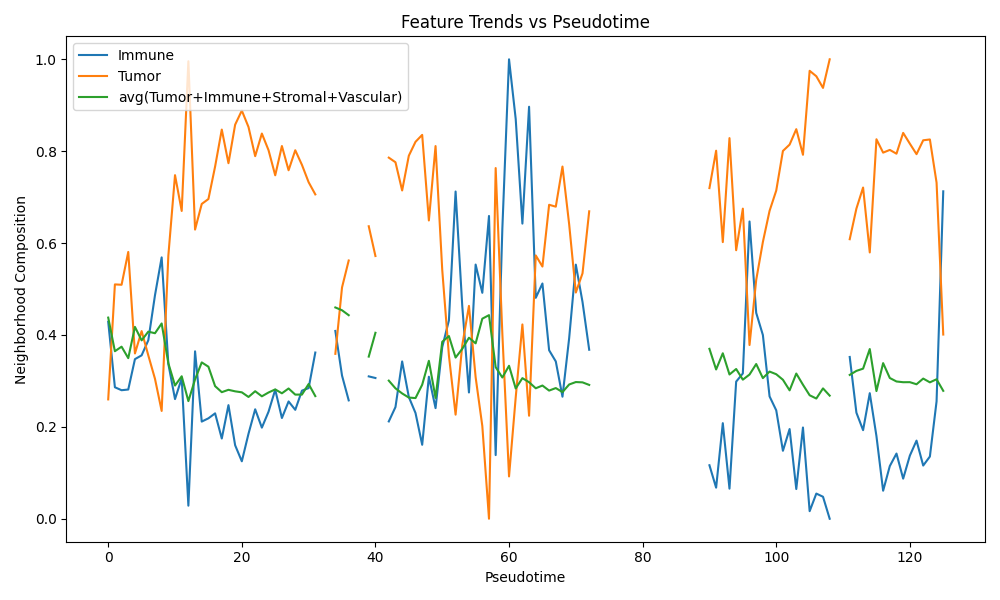 Feature Trends vs Pseudotime
Immune
Tumor
avg(Tumor+Immune+Stromal+Vascular)
Neighborhood Composition
1.0
0.8
0.6
0.4
0.2
0.0
0 20 40 60 80 100 120
Pseudotime